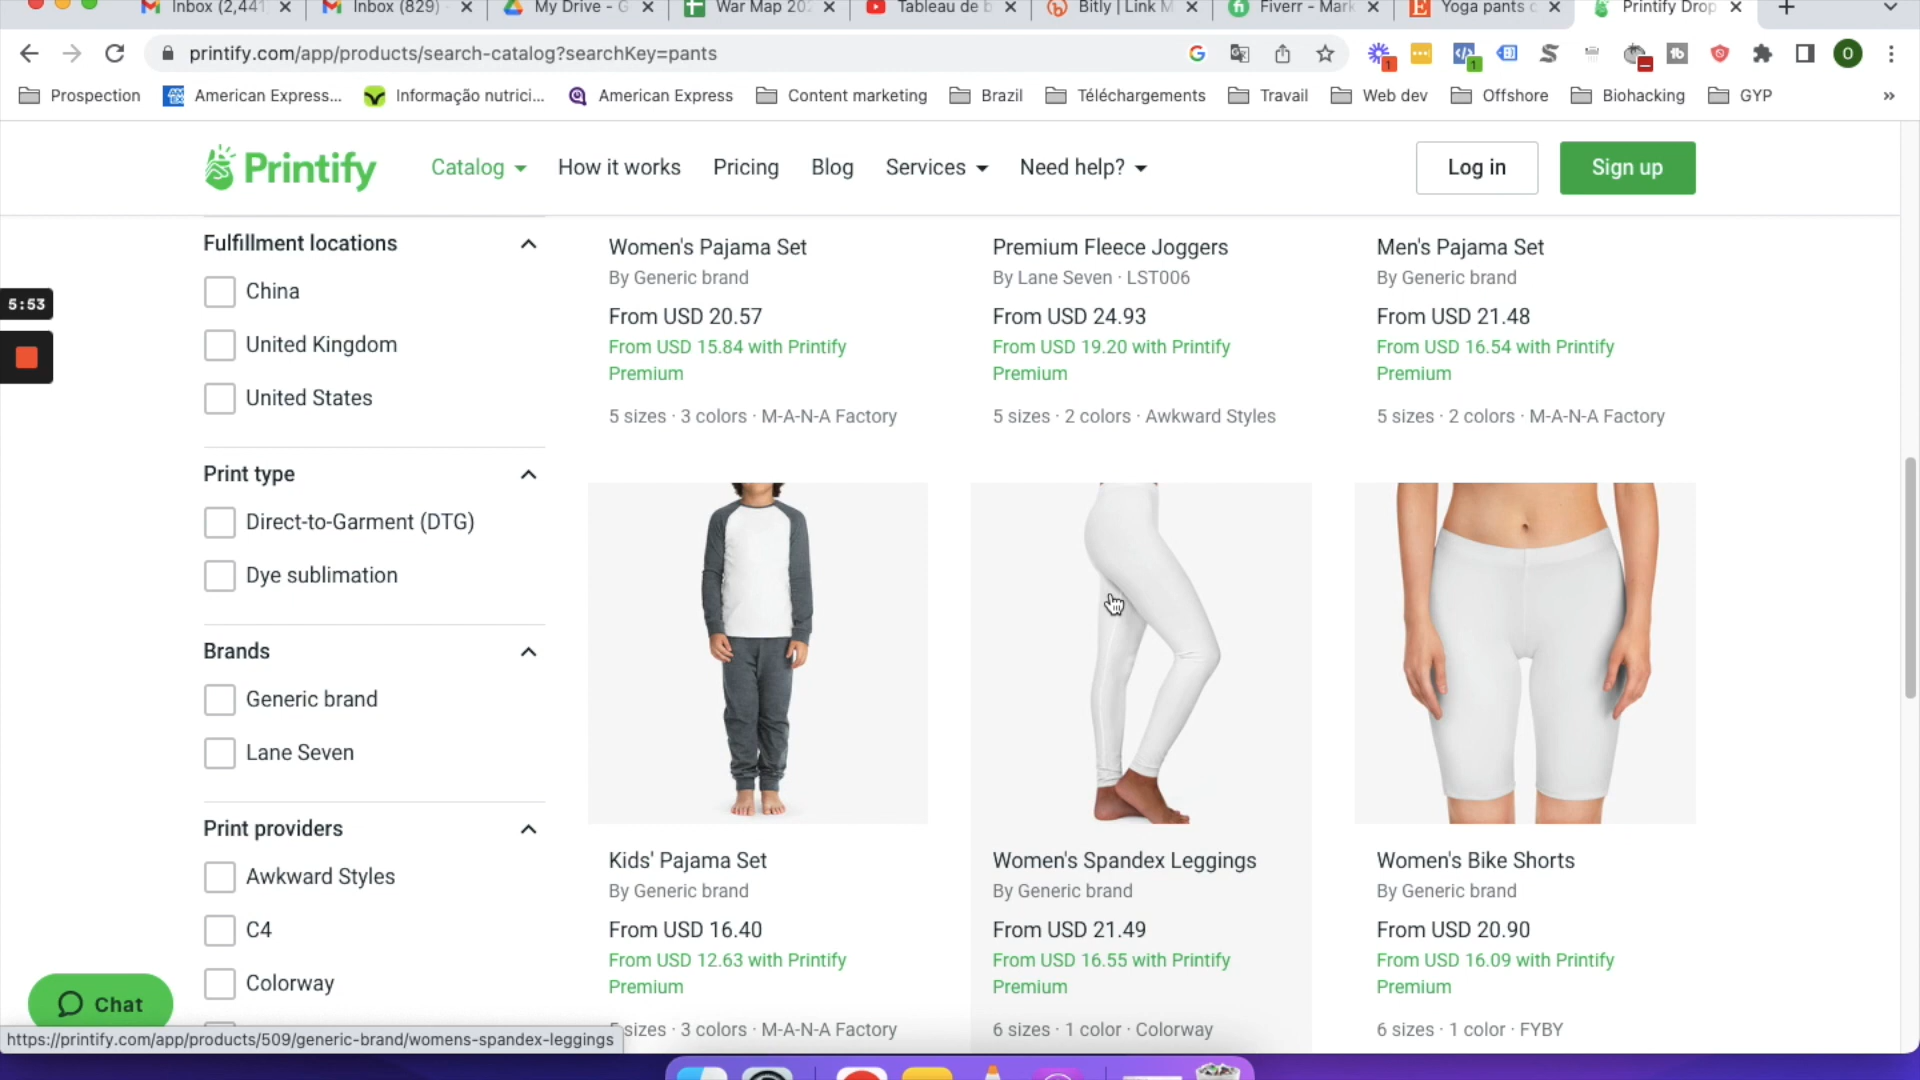 Inbox (2,441
Inbox (829)
My Drive - G
War Map 202
Tableau de b
Bitly | Link M
Fiverr - Mark
Yoga pants c
Printify Drop
printify.com/app/products/search-catalog?searchKey=pants
1
1
O
Prospection
American Express...
Informação nutrici...
American Express
Content marketing
Brazil
Téléchargements
Travail
Web dev
Offshore
Biohacking
GYP
»
Printify
Catalog
How it works
Pricing
Blog
Services
Need help?
Log in
Sign up
5:53
Fulfillment locations
China
United Kingdom
United States
Print type
Direct-to-Garment (DTG)
Dye sublimation
Brands
Generic brand
Lane Seven
Print providers
Awkward Styles
C4
Colorway
Women's Pajama Set
By Generic brand
From USD 20.57
From USD 15.84 with Printify
Premium
5 sizes · 3 colors · M-A-N-A Factory
Premium Fleece Joggers
By Lane Seven · LST006
From USD 24.93
From USD 19.20 with Printify
Premium
5 sizes · 2 colors · Awkward Styles
Men's Pajama Set
By Generic brand
From USD 21.48
From USD 16.54 with Printify
Premium
5 sizes · 2 colors · M-A-N-A Factory
Kids' Pajama Set
By Generic brand
From USD 16.40
From USD 12.63 with Printify
Premium
sizes · 3 colors · M-A-N-A Factory
Women's Spandex Leggings
By Generic brand
From USD 21.49
From USD 16.55 with Printify
Premium
6 sizes · 1 color · Colorway
Women's Bike Shorts
By Generic brand
From USD 20.90
From USD 16.09 with Printify
Premium
6 sizes · 1 color · FYBY
Chat
https://printify.com/app/products/509/generic-brand/womens-spandex-leggings